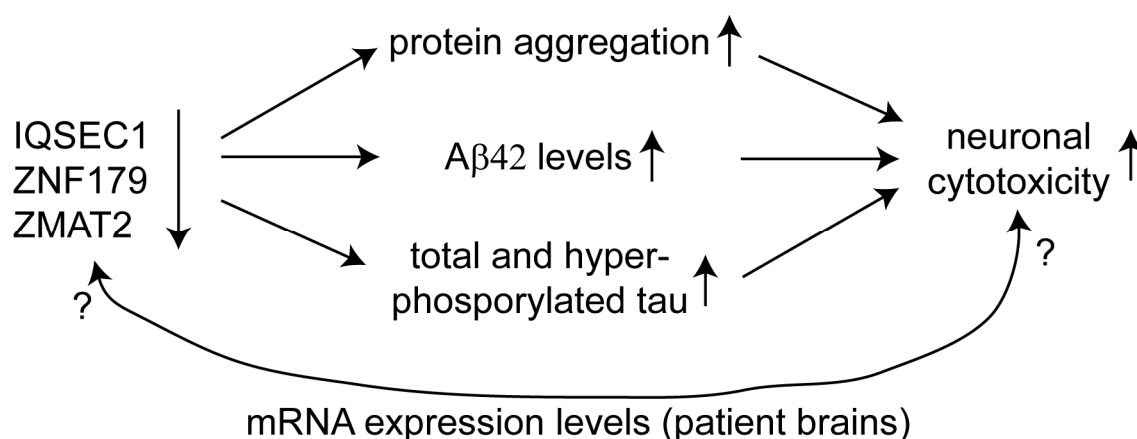 protein aggregation
IQSEC1
ZNF179
ZMAT2
Aβ42 levels
neuronal
cytotoxicity
total and hyper-
phosporylated tau
?
?
mRNA expression levels (patient brains)